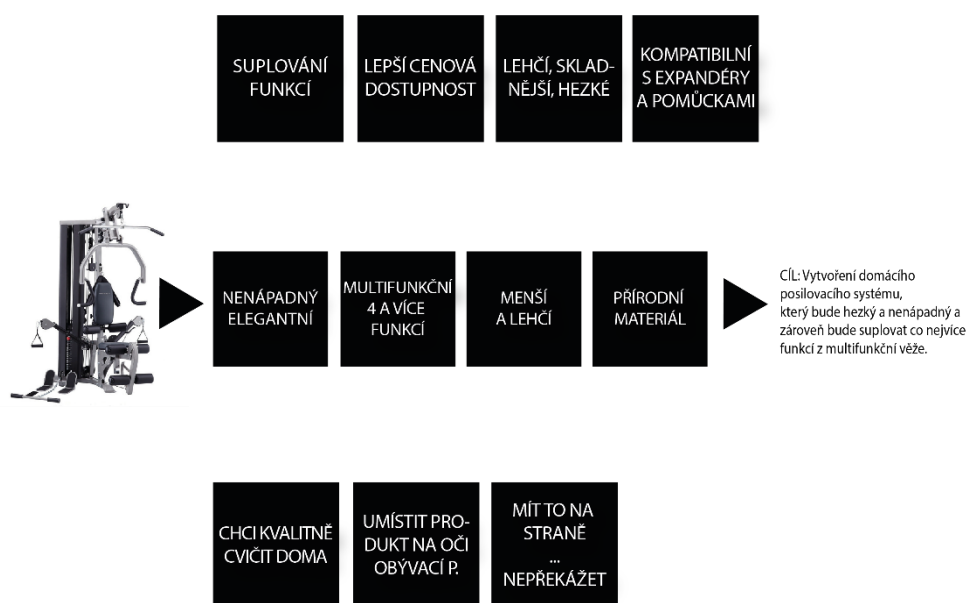 SUPLOVÁNÍ
FUNKCÍ
LEPŠÍ CENOVÁ
DOSTUPNOST
LEHČÍ, SKLAD-
NĚJŠÍ, HEZKÉ
KOMPATIBILNÍ
S EXPANDÉRY
A POMŮCKAMI
NENÁPADNÝ
ELEGANTNÍ
MULTIFUNKČNÍ
4 A VÍCE
FUNKCÍ
MENŠÍ
A LEHČÍ
PŘÍRODNÍ
MATERIÁL
CÍL: Vytvoření domácího
posilovacího systému,
který bude hezký a nenápadný a
zároveň bude suplovat co nejvíce
funkcí z multifunkční věže.
CHCI KVALITNĚ
CVIČIT DOMA
UMÍSTIT PRO-
DUKT NA OČI
OBÝVACÍ P.
MÍT TO NA
STRANĚ
...
NEPŘEKÁŽET